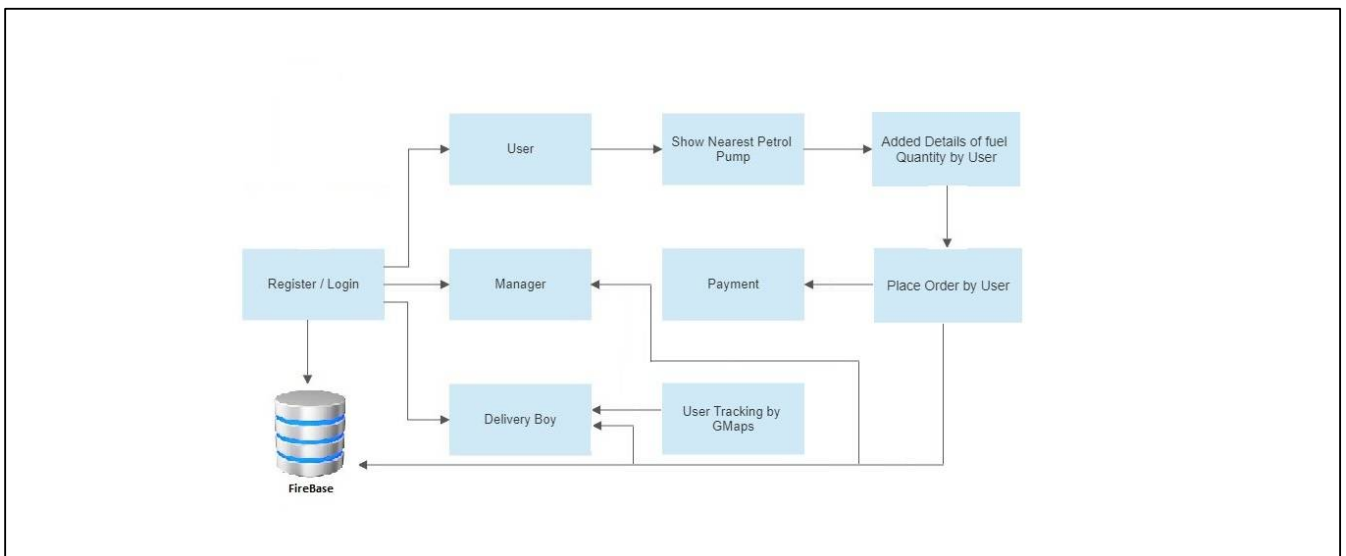 User
Show Nearest Petrol
Pump
Added Details of fuel
Quantity by User
Register / Login
Manager
Payment
Place Order by User
Delivery Boy
User Tracking by
GMaps
FireBase